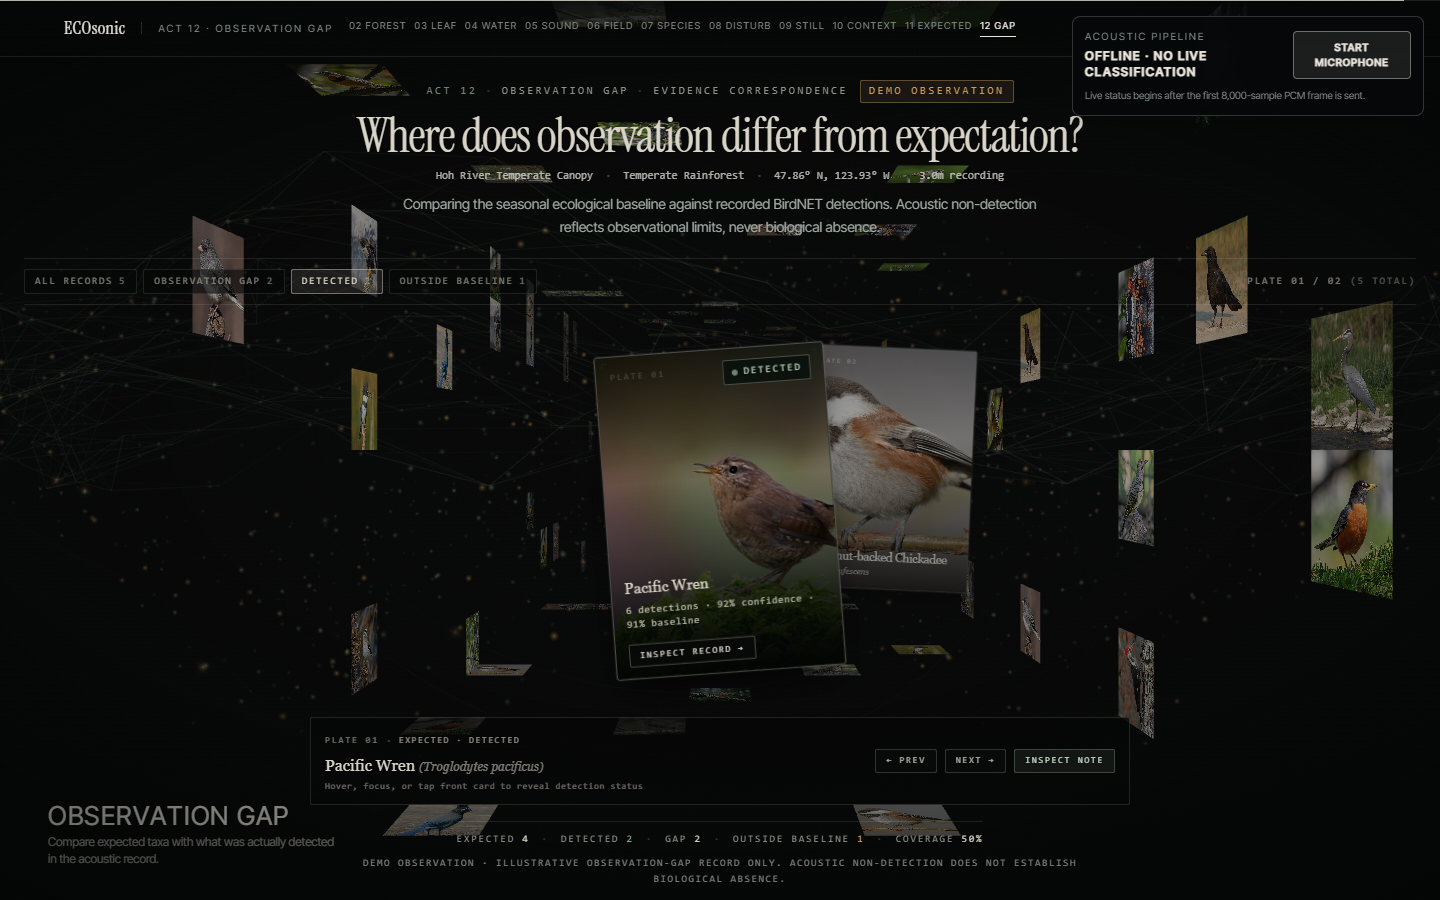 ECOsonic
ACT 12 · OBSERVATION GAP
02 FOREST 03 LEAF 04 WATER 05 SOUND 06 FIELD 07 SPECIES 08 DISTURB 09 STILL 10 CONTEXT 11 EXPECTED 12 GAP
ACOUSTIC PIPELINE
OFFLINE · NO LIVE
CLASSIFICATION
START
MICROPHONE
Live status begins after the first 8,000-sample PCM frame is sent.
ACT 12 · OBSERVATION GAP · EVIDENCE CORRESPONDENCE DEMO OBSERVATION
Where does observation differ from expectation?
Hoh River Temperate Canopy · Temperate Rainforest · 47.86° N, 123.93° W · 3.0m recording
Comparing the seasonal ecological baseline against recorded BirdNET detections. Acoustic non-detection
reflects observational limits, never biological absence.
ALL RECORDS 5 OBSERVATION GAP 2 DETECTED OUTSIDE BASELINE 1
PLATE 01 / 02 (5 TOTAL)
PLATE 01
DETECTED
Pacific Wren
6 detections · 92% confidence ·
91% baseline
INSPECT RECORD →
ATE 02
nut-backed Chickadee
PLATE 01 · EXPECTED · DETECTED
Pacific Wren (Troglodytes pacificus)
Hover, focus, or tap front card to reveal detection status
← PREV NEXT → INSPECT NOTE
OBSERVATION GAP
Compare expected taxa with what was actually detected
in the acoustic record.
EXPECTED 4 · DETECTED 2 · GAP 2 · OUTSIDE BASELINE 1 · COVERAGE 50%
DEMO OBSERVATION · ILLUSTRATIVE OBSERVATION-GAP RECORD ONLY. ACOUSTIC NON-DETECTION DOES NOT ESTABLISH
BIOLOGICAL ABSENCE.